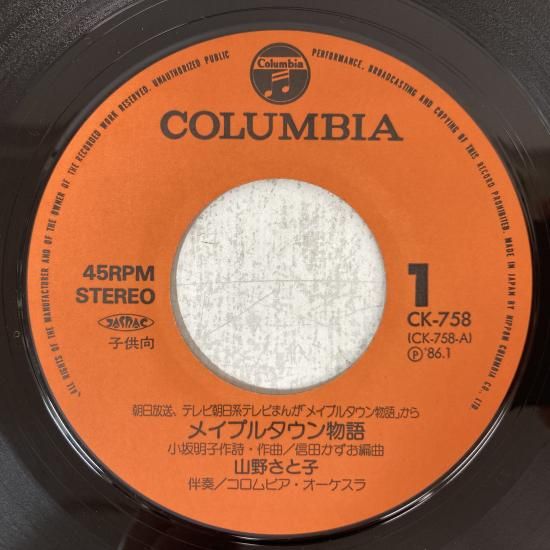 ALL RIGHTS OF THE MANUFACTURER AND OF THE OWNER OF THE RECORDED WORK RESERVED. UNAUTHORIZED PUBLIC PERFORMANCE, BROADCASTING AND COPYING OF THIS RECORD PROHIBITED. MADE IN JAPAN BY NIPPON COLUMBIA CO., LTD.
Columbia
COLUMBIA
45RPM
STEREO
JASRAC
子供向
1
CK-758
(CK-758-A)
Ⓟ'86.1
朝日放送、テレビ朝日系テレビまんが「メイプルタウン物語」から
メイプルタウン物語
小坂明子作詩・作曲/信田かずお編曲
山野さと子
伴奏/コロムビア・オーケスラ